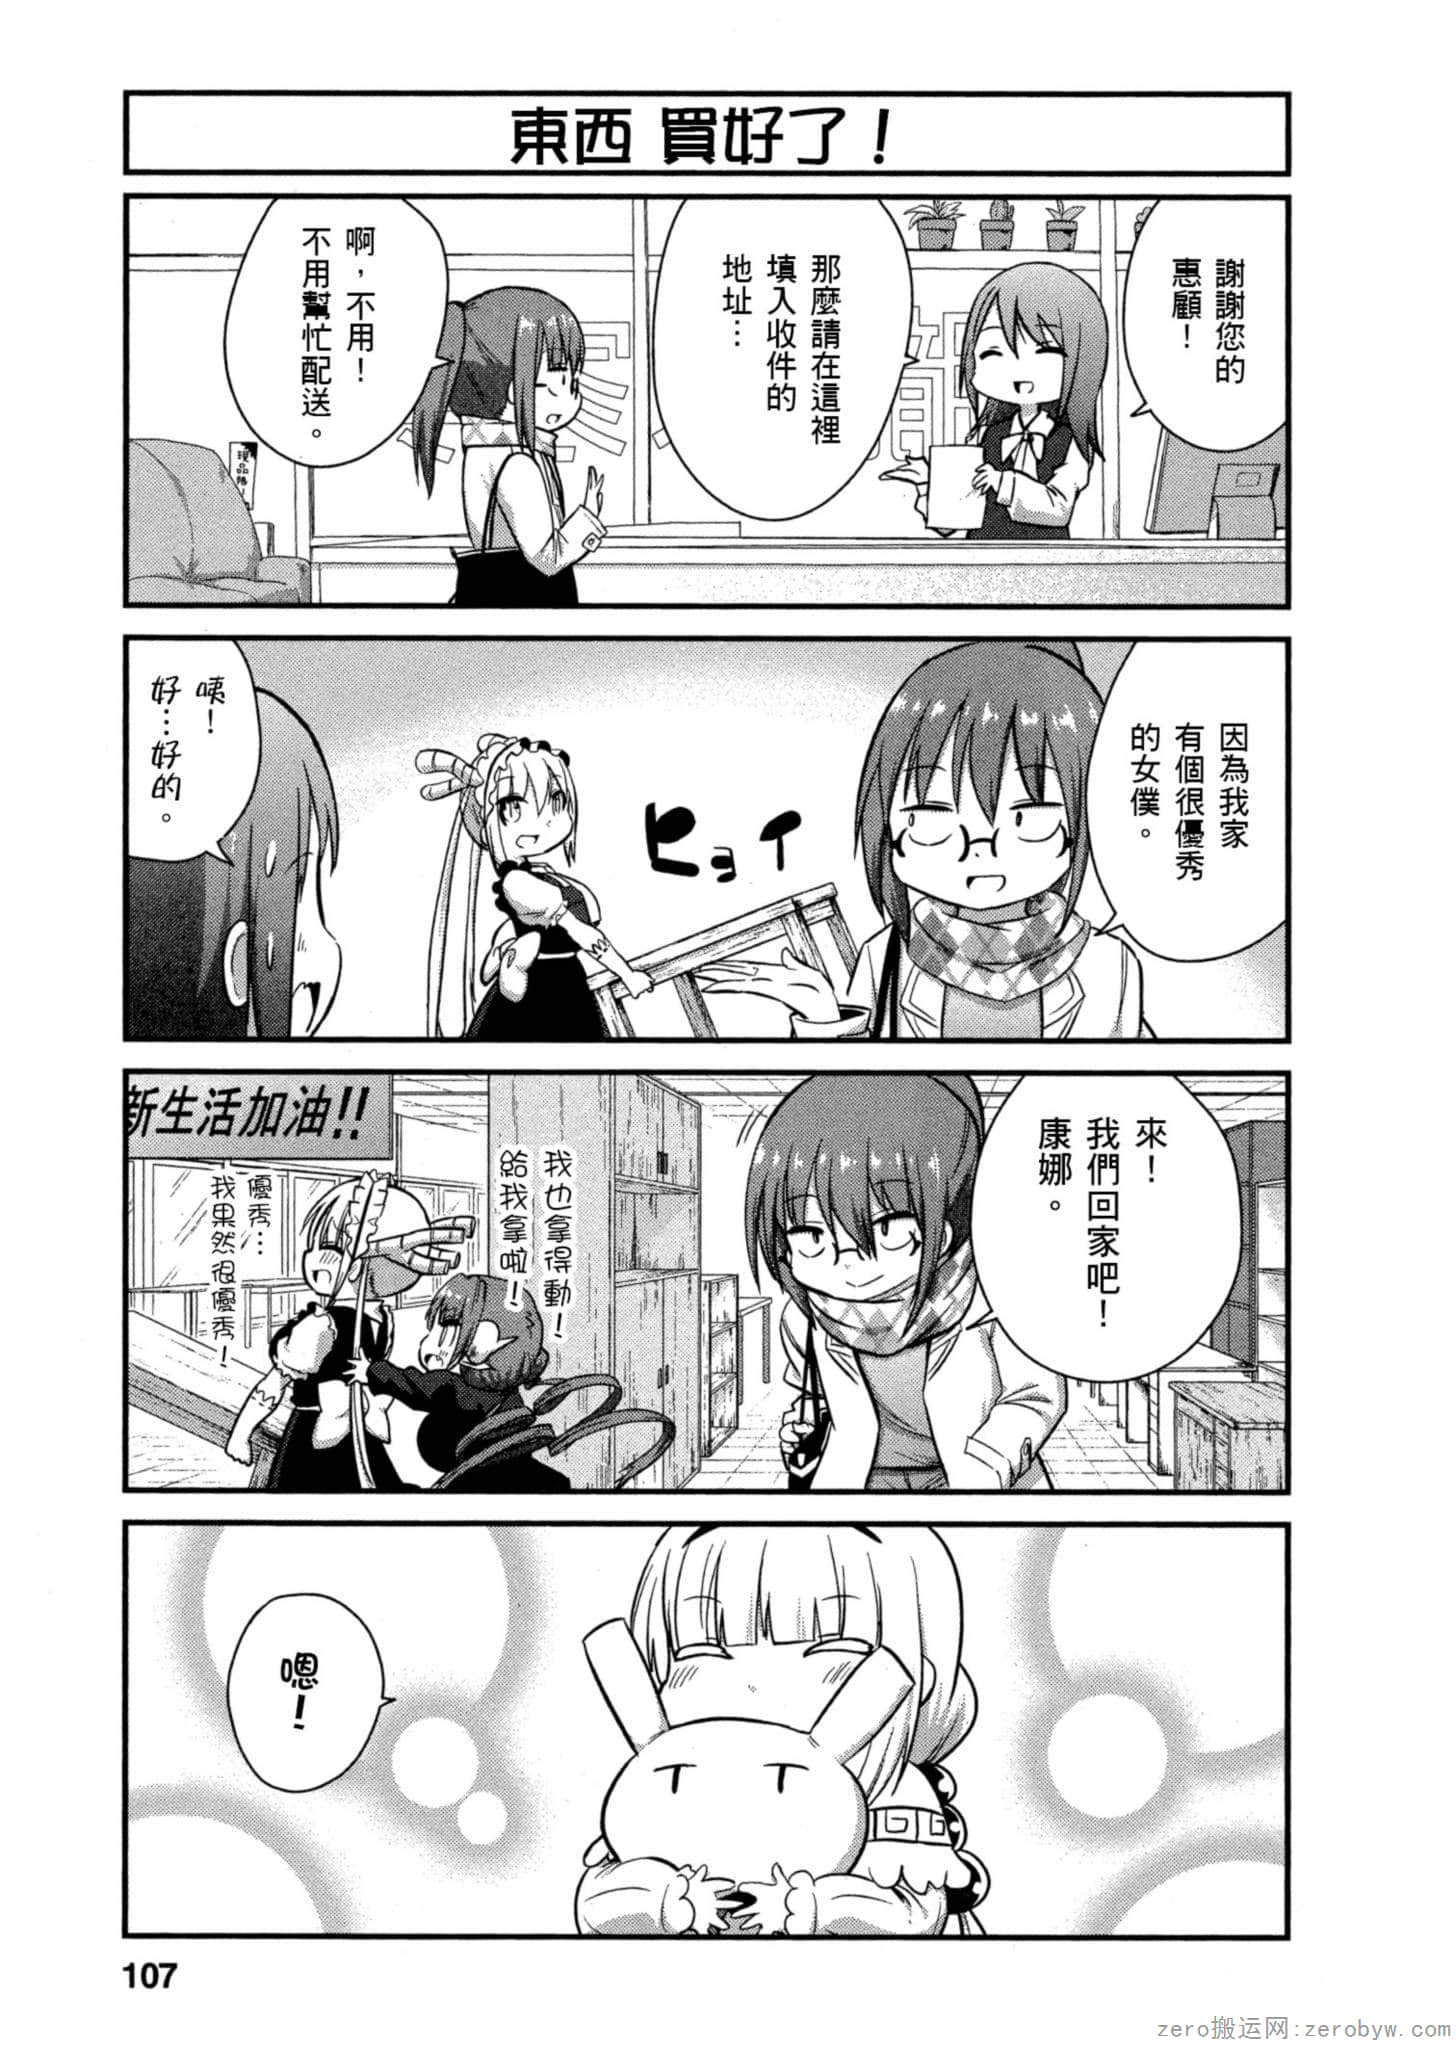 東西 買好了！
謝謝您的
惠顧！
那麼請在這裡
填入收件的
地址…
啊，不用！
不用幫忙配送。
現品限り
因為我家
有個很優秀
的女僕。
ヒョイ
咦！
好…好的。
來！
我們回家吧！
康娜。
新生活加油!!
我也拿得動！
給我拿啦！
優秀…
我果然很優秀！
嗯！
107
zero搬运网:zerobyw.com